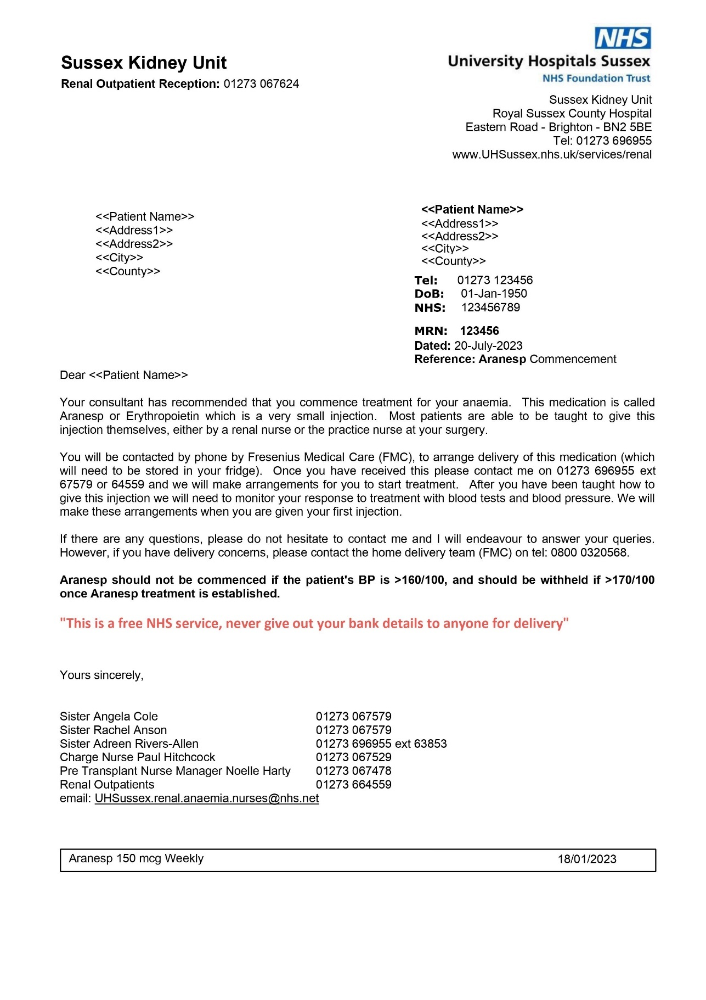 NHS
University Hospitals Sussex
NHS Foundation Trust
Sussex Kidney Unit
Renal Outpatient Reception: 01273 067624
Sussex Kidney Unit
Royal Sussex County Hospital
Eastern Road - Brighton - BN2 5BE
Tel: 01273 696955
www.UHSussex.nhs.uk/services/renal
<<Patient Name>>
<<Address1>>
<<Address2>>
<<City>>
<<County>>
<<Patient Name>>
<<Address1>>
<<Address2>>
<<City>>
<<County>>
Tel: 01273 123456
DoB: 01-Jan-1950
NHS: 123456789
MRN: 123456
Dated: 20-July-2023
Reference: Aranesp Commencement
Dear <<Patient Name>>
Your consultant has recommended that you commence treatment for your anaemia. This medication is called
Aranesp or Erythropoietin which is a very small injection. Most patients are able to be taught to give this
injection themselves, either by a renal nurse or the practice nurse at your surgery.
You will be contacted by phone by Fresenius Medical Care (FMC), to arrange delivery of this medication (which
will need to be stored in your fridge). Once you have received this please contact me on 01273 696955 ext
67579 or 64559 and we will make arrangements for you to start treatment. After you have been taught how to
give this injection we will need to monitor your response to treatment with blood tests and blood pressure. We will
make these arrangements when you are given your first injection.
If there are any questions, please do not hesitate to contact me and I will endeavour to answer your queries.
However, if you have delivery concerns, please contact the home delivery team (FMC) on tel: 0800 0320568.
Aranesp should not be commenced if the patient's BP is >160/100, and should be withheld if >170/100
once Aranesp treatment is established.
"This is a free NHS service, never give out your bank details to anyone for delivery"
Yours sincerely,
Sister Angela Cole 01273 067579
Sister Rachel Anson 01273 067579
Sister Adreen Rivers-Allen 01273 696955 ext 63853
Charge Nurse Paul Hitchcock 01273 067529
Pre Transplant Nurse Manager Noelle Harty 01273 067478
Renal Outpatients 01273 664559
email: UHSussex.renal.anaemia.nurses@nhs.net
Aranesp 150 mcg Weekly 18/01/2023